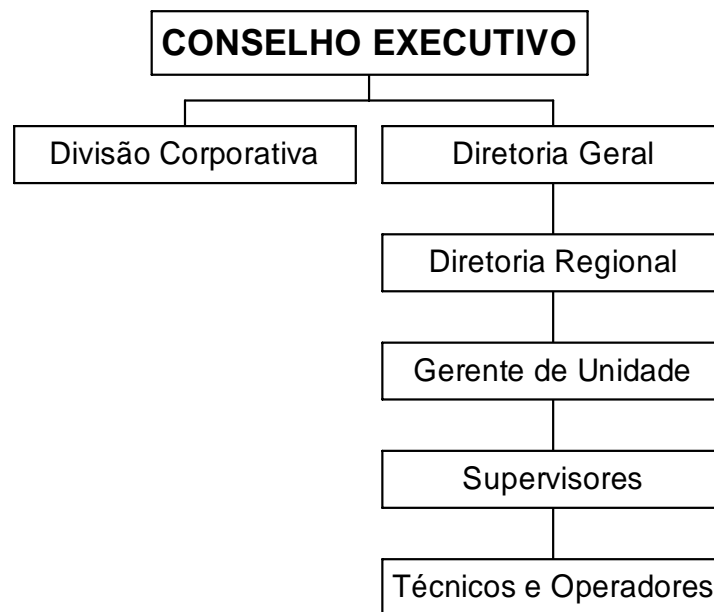 CONSELHO EXECUTIVO
Divisão Corporativa
Diretoria Geral
Diretoria Regional
Gerente de Unidade
Supervisores
Técnicos e Operadores